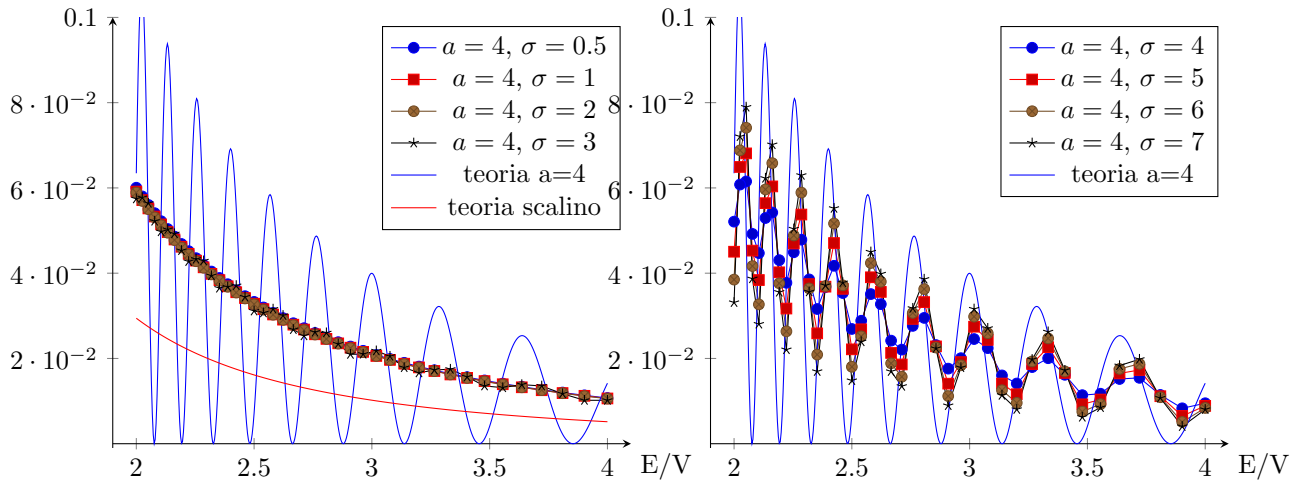 0.1
8 · 10⁻²
6 · 10⁻²
4 · 10⁻²
2 · 10⁻²
2
2.5
3
3.5
4
E/V
a = 4, σ = 0.5
a = 4, σ = 1
a = 4, σ = 2
a = 4, σ = 3
teoria a=4
teoria scalino
0.1
8 · 10⁻²
6 · 10⁻²
4 · 10⁻²
2 · 10⁻²
2
2.5
3
3.5
4
E/V
a = 4, σ = 4
a = 4, σ = 5
a = 4, σ = 6
a = 4, σ = 7
teoria a=4